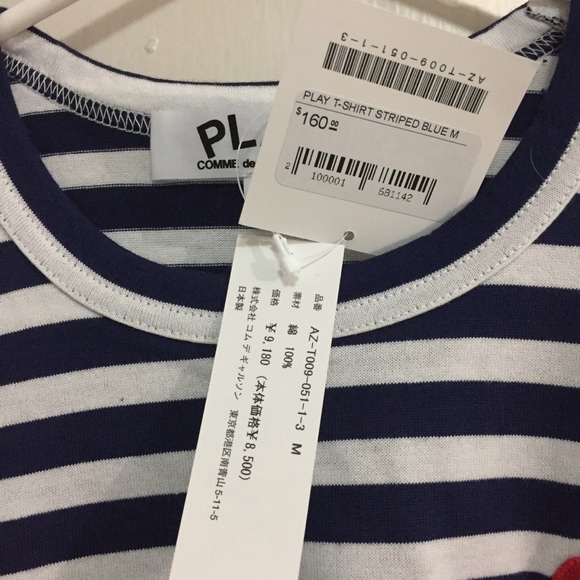 AZ-T009-051-1-3
PLAY T-SHIRT STRIPED BLUE M
$160.00
2 100001 681142
PL
COMME de
品番 AZ-T009-051-1-3 M
素材 綿 100%
価格 ¥9,180 (本体価格¥8,500)
株式会社 コム デ ギャルソン 東京都港区南青山 5-11-5
日本製